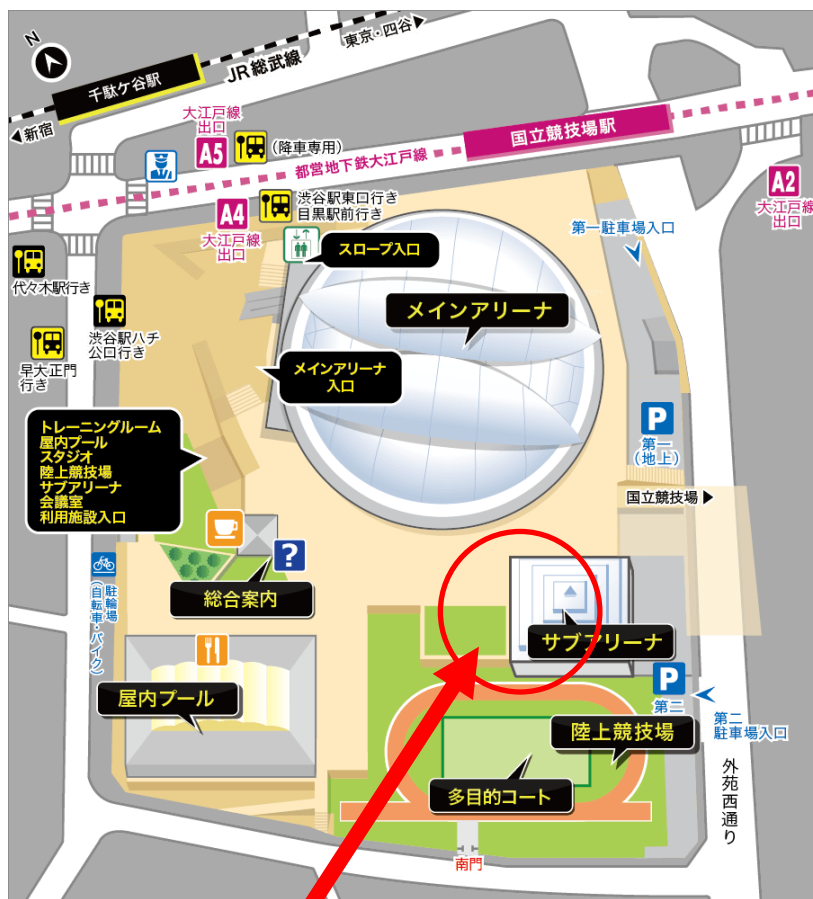 N
東京・四谷▶
千駄ケ谷駅
JR総武線
◀新宿
大江戸線
出口
A5
(降車専用)
国立競技場駅
都営地下鉄大江戸線
A2
大江戸線
出口
A4
大江戸線
出口
渋谷駅東口行き
目黒駅前行き
第一駐車場入口
スロープ入口
代々木駅行き
メインアリーナ
渋谷駅ハチ
公口行き
早大正門
行き
メインアリーナ
入口
P
第一
(地上)
トレーニングルーム
屋内プール
スタジオ
陸上競技場
サブアリーナ
会議室
利用施設入口
国立競技場▶
?
駐輪場
(自転車・バイク)
総合案内
サブアリーナ
屋内プール
P
第二
第二
駐車場入口
陸上競技場
多目的コート
外苑西通り
南門